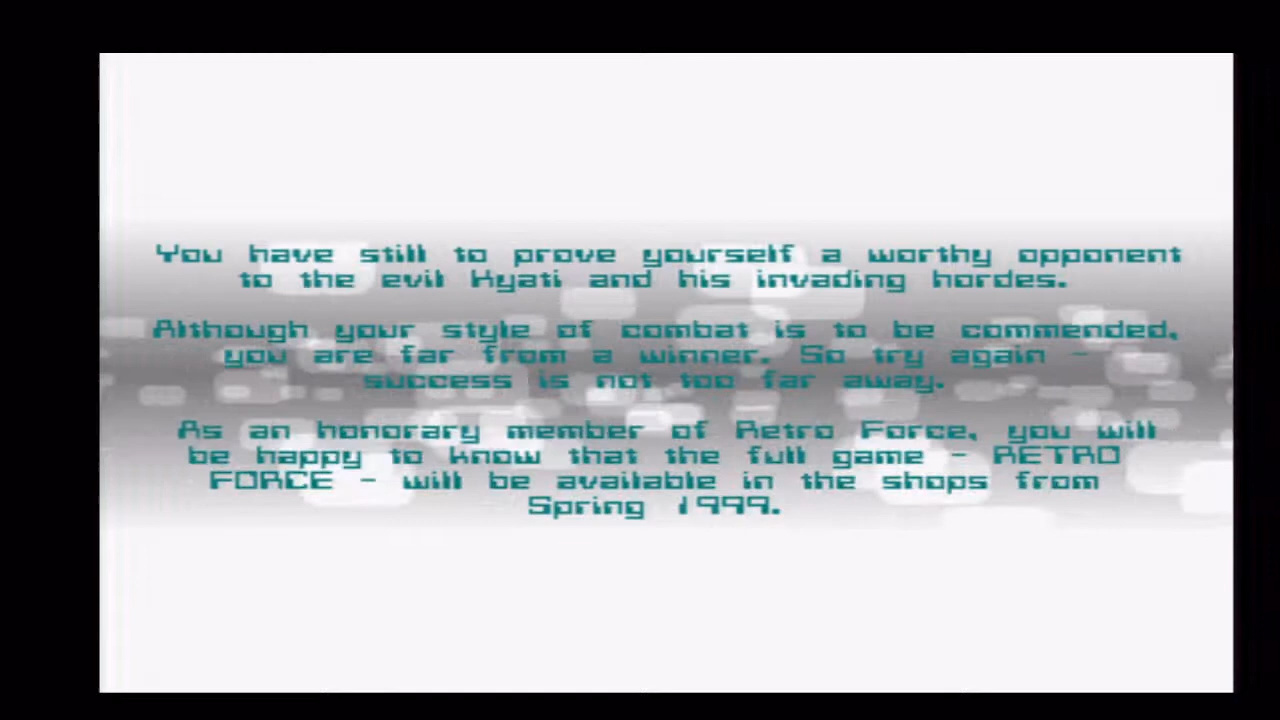 You have still to prove yourself a worthy opponent
to the evil Kyati and his invading hordes.
Although your style of combat is to be commended,
you are far from a winner. So try again -
success is not too far away.
As an honorary member of Retro Force, you will
be happy to know that the full game - RETRO
FORCE - will be available in the shops from
Spring 1999.